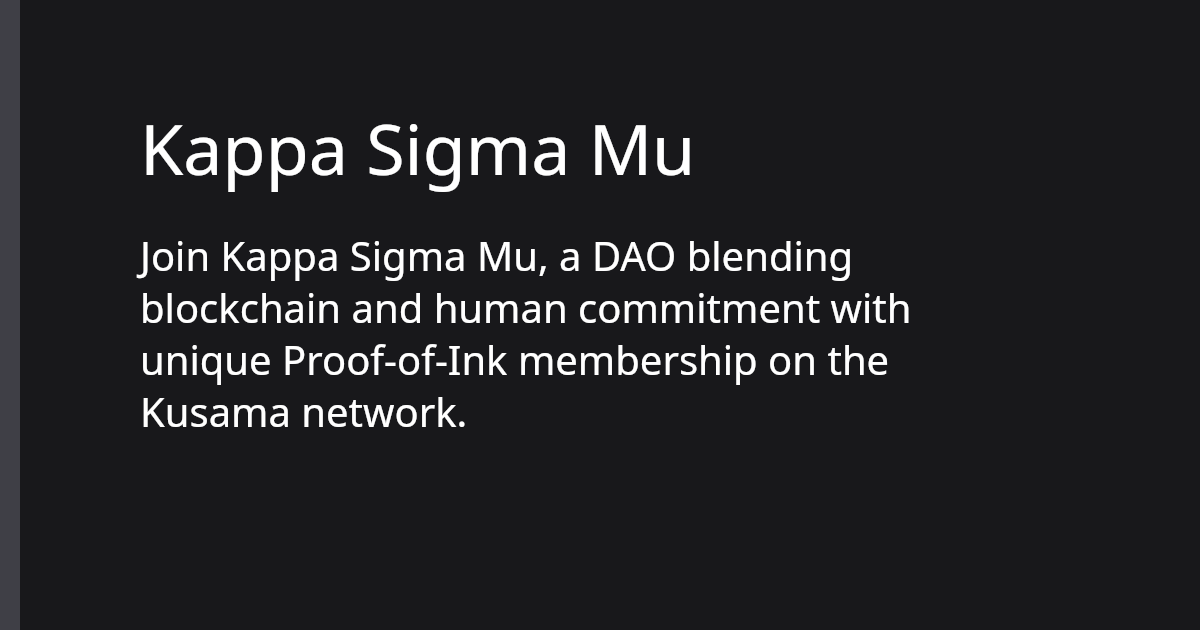 Kappa Sigma Mu
Join Kappa Sigma Mu, a DAO blending
blockchain and human commitment with
unique Proof-of-Ink membership on the
Kusama network.